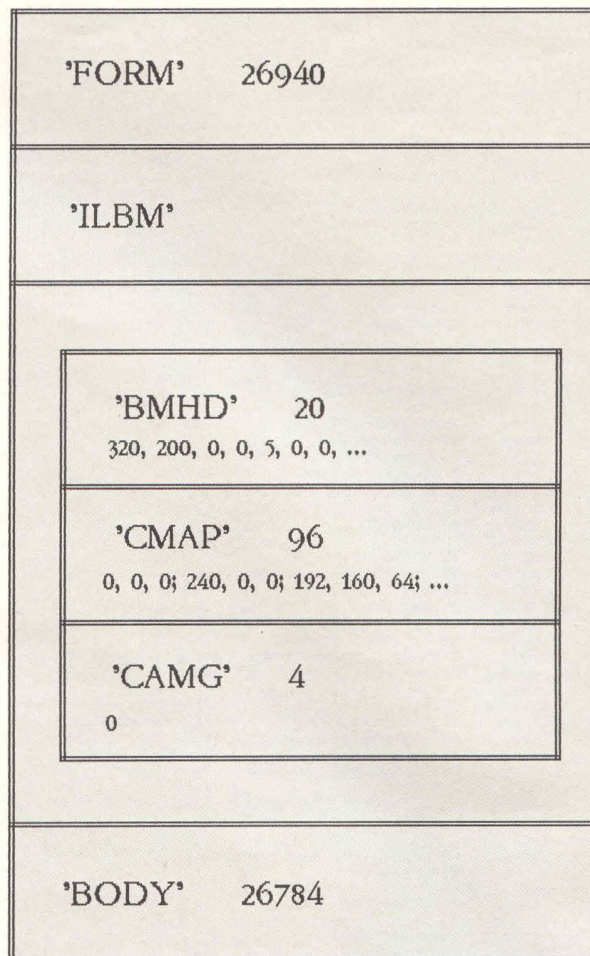 'FORM' 26940
'ILBM'
'BMHD' 20
320, 200, 0, 0, 5, 0, 0, ...
'CMAP' 96
0, 0, 0; 240, 0, 0; 192, 160, 64; ...
'CAMG' 4
0
'BODY' 26784